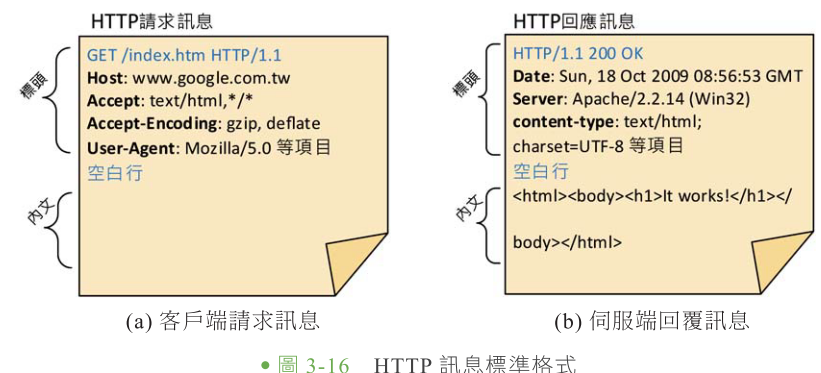 HTTP請求訊息
標頭
GET /index.htm HTTP/1.1
Host: www.google.com.tw
Accept: text/html,*/*
Accept-Encoding: gzip, deflate
User-Agent: Mozilla/5.0 等項目
空白行
內文
(a) 客戶端請求訊息
HTTP回應訊息
標頭
HTTP/1.1 200 OK
Date: Sun, 18 Oct 2009 08:56:53 GMT
Server: Apache/2.2.14 (Win32)
content-type: text/html;
charset=UTF-8 等項目
空白行
內文
<html><body><h1>It works!</h1></
body></html>
(b) 伺服端回覆訊息
• 圖 3-16 HTTP 訊息標準格式